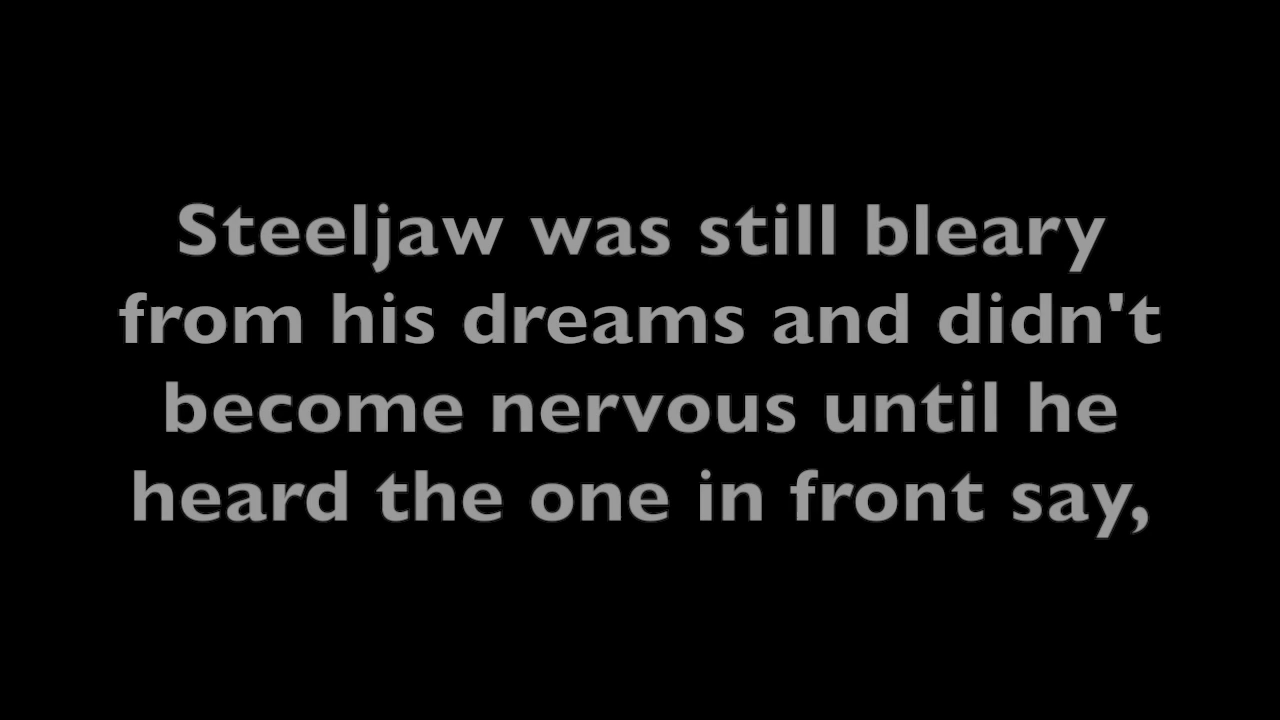 Steeljaw was still bleary
from his dreams and didn't
become nervous until he
heard the one in front say,